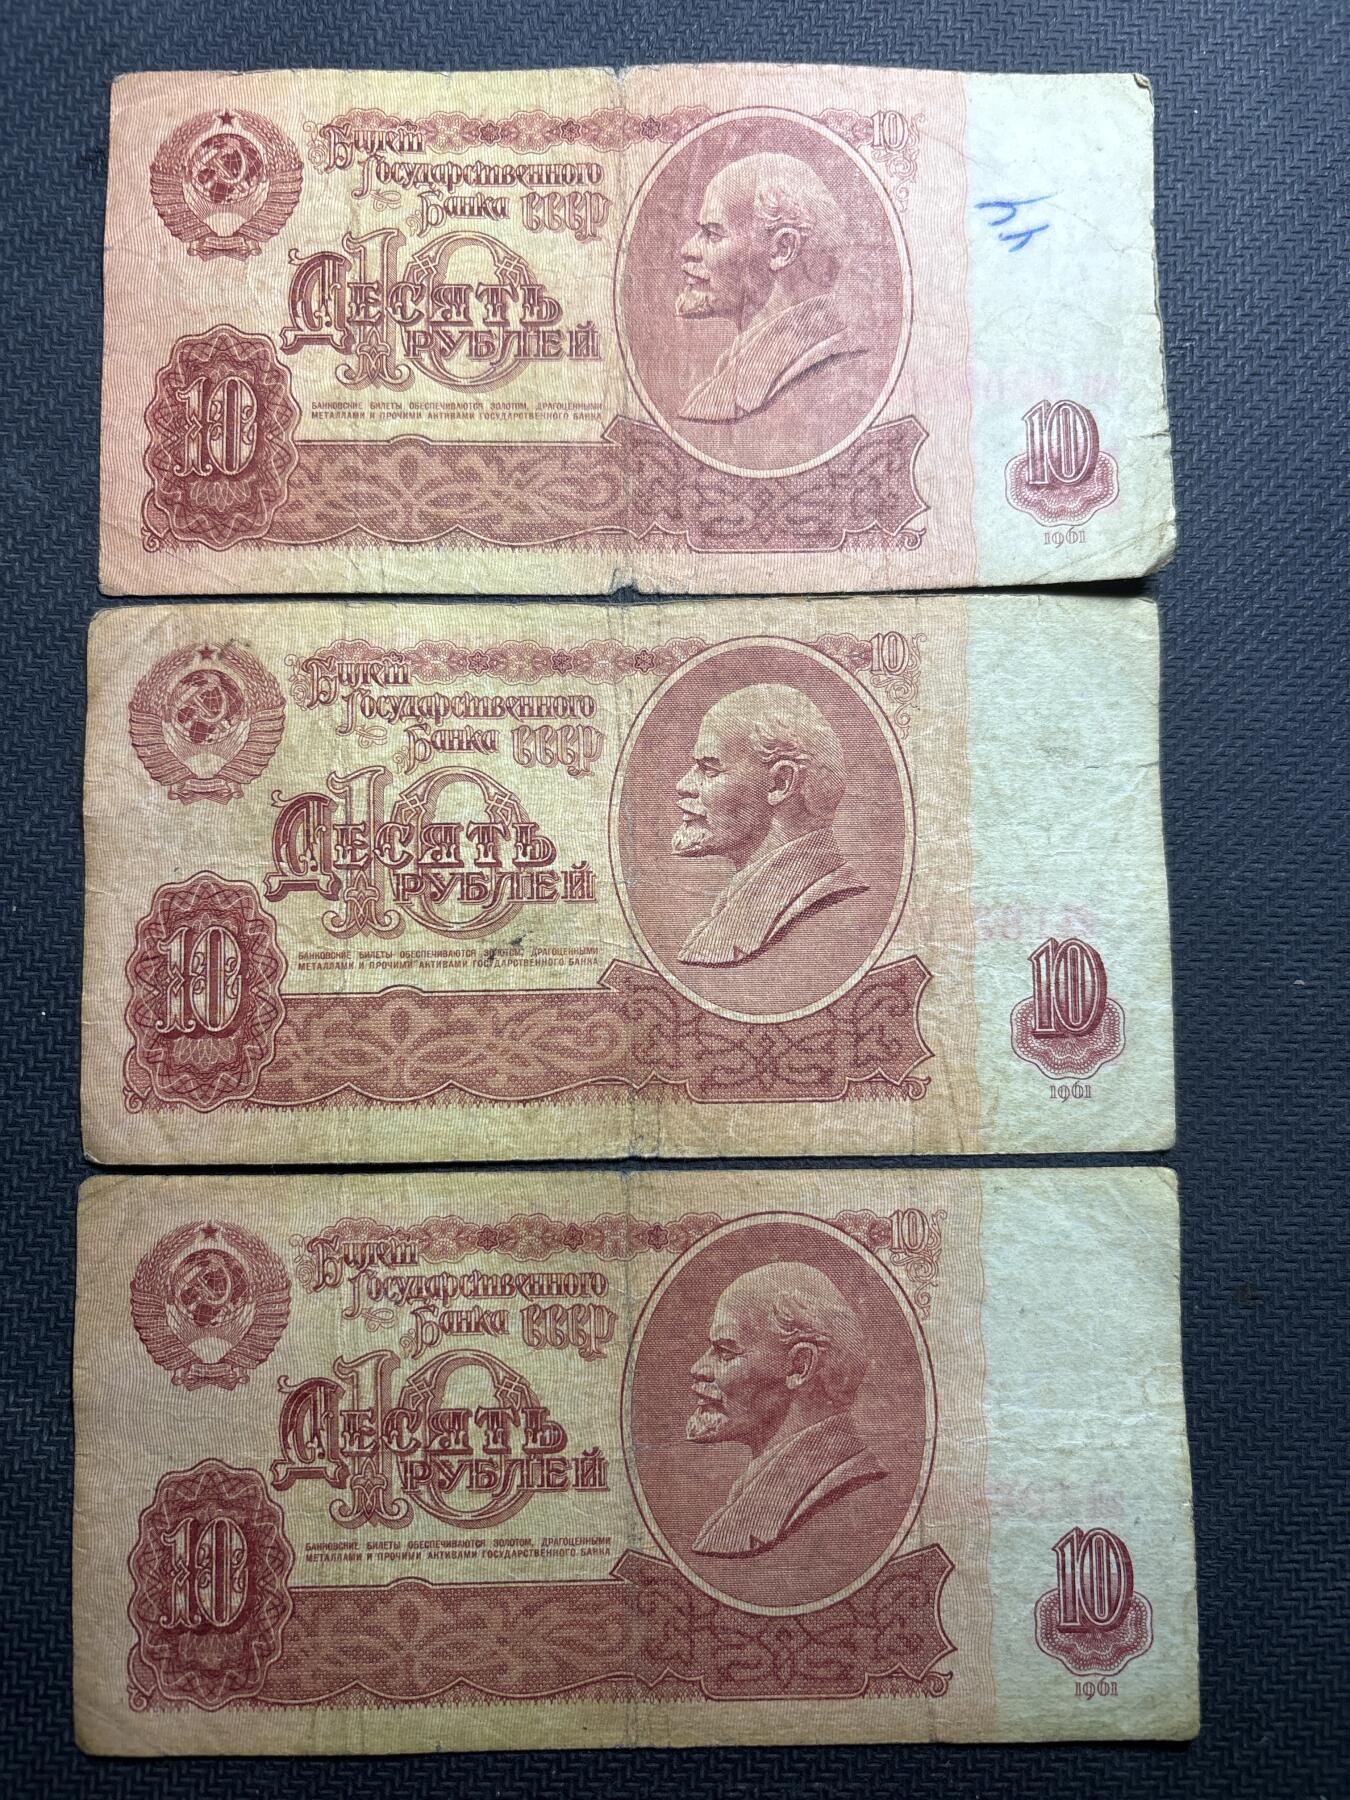 Билет
Государственного
Банка СССР
10
10
Десять
рублей
10
БАНКОВСКИЕ БИЛЕТЫ ОБЕСПЕЧИВАЮТСЯ ЗОЛОТОМ, ДРАГОЦЕННЫМИ
МЕТАЛЛАМИ И ПРОЧИМИ АКТИВАМИ ГОСУДАРСТВЕННОГО БАНКА
10
1961
Билет
Государственного
Банка СССР
10
10
Десять
рублей
10
БАНКОВСКИЕ БИЛЕТЫ ОБЕСПЕЧИВАЮТСЯ ЗОЛОТОМ, ДРАГОЦЕННЫМИ
МЕТАЛЛАМИ И ПРОЧИМИ АКТИВАМИ ГОСУДАРСТВЕННОГО БАНКА
10
1961
Билет
Государственного
Банка СССР
10
10
Десять
рублей
10
БАНКОВСКИЕ БИЛЕТЫ ОБЕСПЕЧИВАЮТСЯ ЗОЛОТОМ, ДРАГОЦЕННЫМИ
МЕТАЛЛАМИ И ПРОЧИМИ АКТИВАМИ ГОСУДАРСТВЕННОГО БАНКА
10
1961